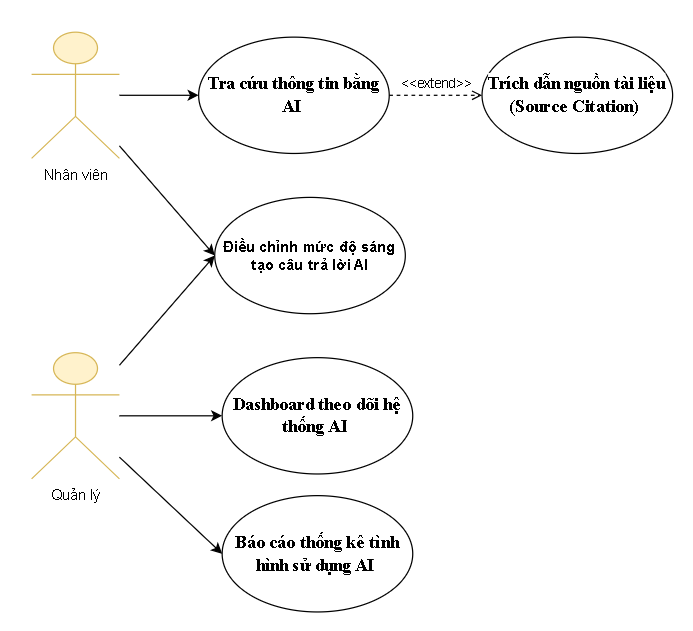 Tra cứu thông tin bằng
AI
<<extend>>
Trích dẫn nguồn tài liệu
(Source Citation)
Nhân viên
Điều chỉnh mức độ sáng
tạo câu trả lời AI
Dashboard theo dõi hệ
thống AI
Quản lý
Báo cáo thống kê tình
hình sử dụng AI